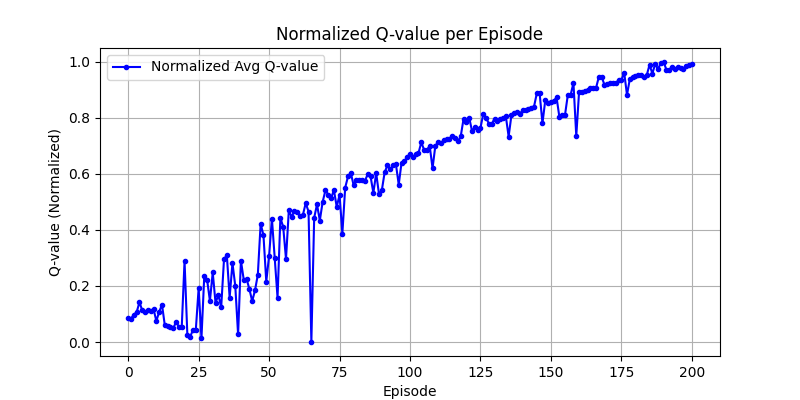 Normalized Q-value per Episode
Normalized Avg Q-value
Q-value (Normalized)
1.0
0.8
0.6
0.4
0.2
0.0
0 25 50 75 100 125 150 175 200
Episode